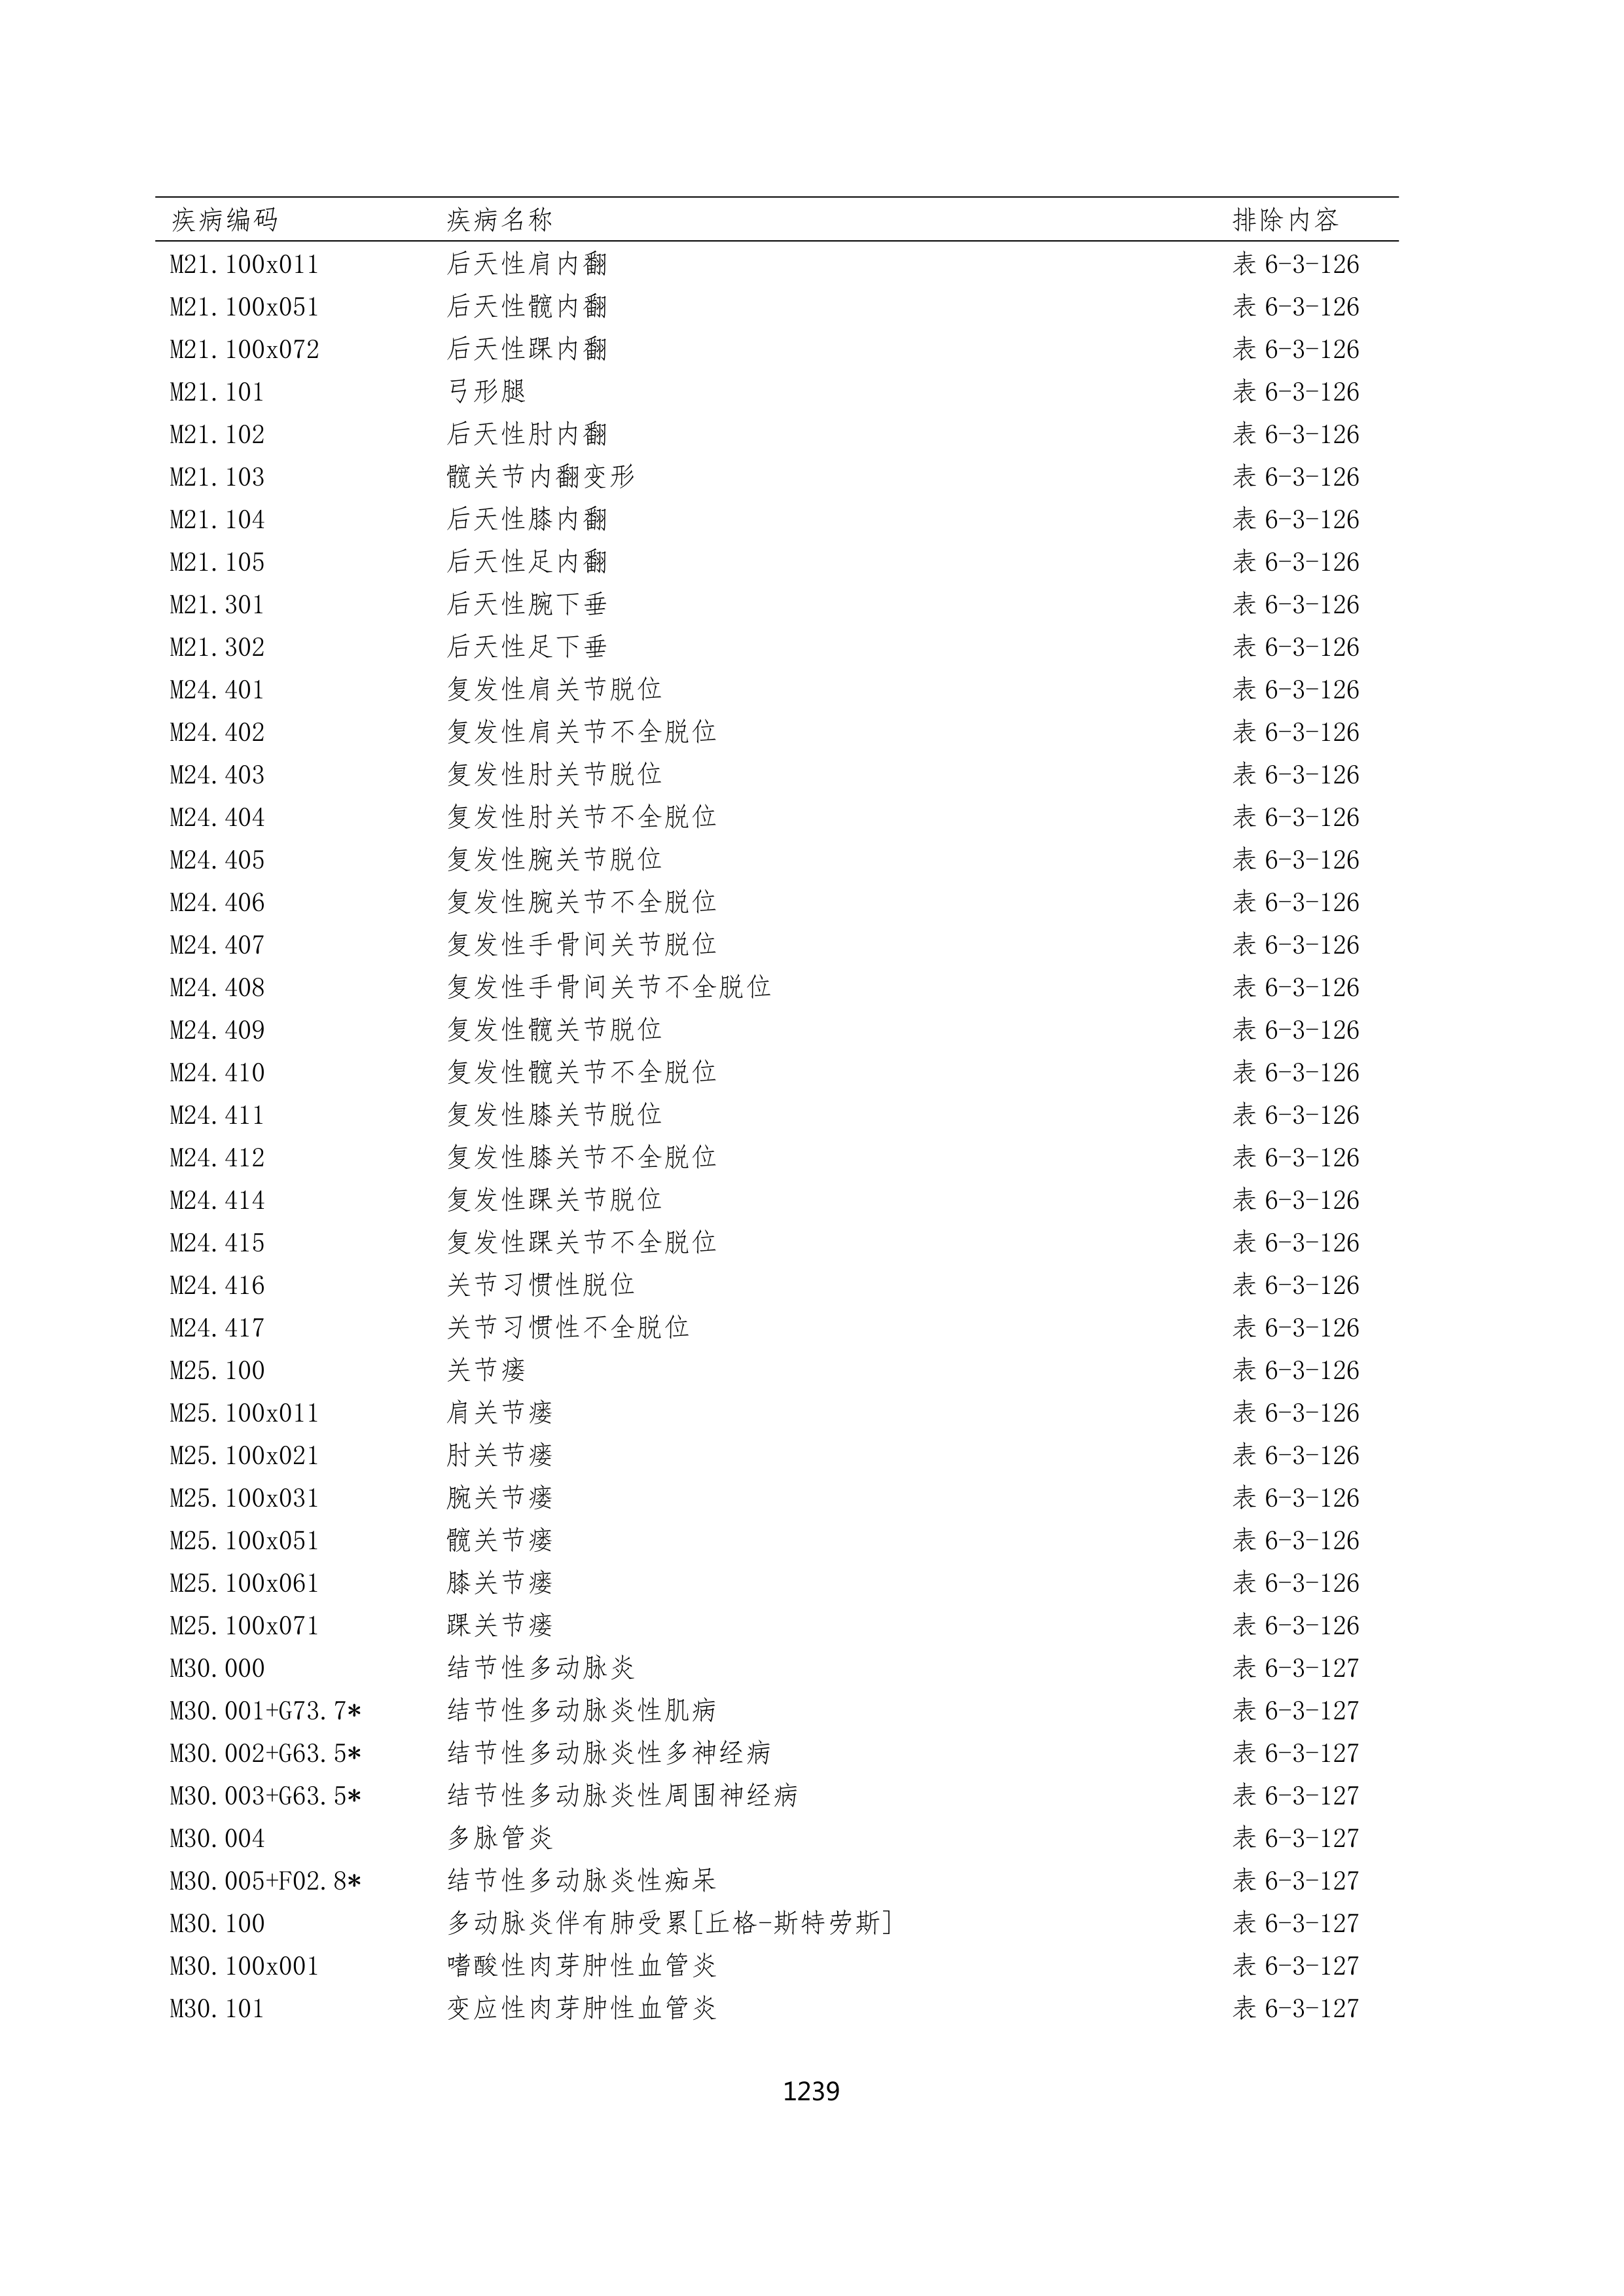 疾病编码 疾病名称 排除内容
M21.100x011 后天性肩内翻 表 6-3-126
M21.100x051 后天性髋内翻 表 6-3-126
M21.100x072 后天性踝内翻 表 6-3-126
M21.101 弓形腿 表 6-3-126
M21.102 后天性肘内翻 表 6-3-126
M21.103 髋关节内翻变形 表 6-3-126
M21.104 后天性膝内翻 表 6-3-126
M21.105 后天性足内翻 表 6-3-126
M21.301 后天性腕下垂 表 6-3-126
M21.302 后天性足下垂 表 6-3-126
M24.401 复发性肩关节脱位 表 6-3-126
M24.402 复发性肩关节不全脱位 表 6-3-126
M24.403 复发性肘关节脱位 表 6-3-126
M24.404 复发性肘关节不全脱位 表 6-3-126
M24.405 复发性腕关节脱位 表 6-3-126
M24.406 复发性腕关节不全脱位 表 6-3-126
M24.407 复发性手骨间关节脱位 表 6-3-126
M24.408 复发性手骨间关节不全脱位 表 6-3-126
M24.409 复发性髋关节脱位 表 6-3-126
M24.410 复发性髋关节不全脱位 表 6-3-126
M24.411 复发性膝关节脱位 表 6-3-126
M24.412 复发性膝关节不全脱位 表 6-3-126
M24.414 复发性踝关节脱位 表 6-3-126
M24.415 复发性踝关节不全脱位 表 6-3-126
M24.416 关节习惯性脱位 表 6-3-126
M24.417 关节习惯性不全脱位 表 6-3-126
M25.100 关节瘘 表 6-3-126
M25.100x011 肩关节瘘 表 6-3-126
M25.100x021 肘关节瘘 表 6-3-126
M25.100x031 腕关节瘘 表 6-3-126
M25.100x051 髋关节瘘 表 6-3-126
M25.100x061 膝关节瘘 表 6-3-126
M25.100x071 踝关节瘘 表 6-3-126
M30.000 结节性多动脉炎 表 6-3-127
M30.001+G73.7* 结节性多动脉炎性肌病 表 6-3-127
M30.002+G63.5* 结节性多动脉炎性多神经病 表 6-3-127
M30.003+G63.5* 结节性多动脉炎性周围神经病 表 6-3-127
M30.004 多脉管炎 表 6-3-127
M30.005+F02.8* 结节性多动脉炎性痴呆 表 6-3-127
M30.100 多动脉炎伴有肺受累[丘格-斯特劳斯] 表 6-3-127
M30.100x001 嗜酸性肉芽肿性血管炎 表 6-3-127
M30.101 变应性肉芽肿性血管炎 表 6-3-127
1239